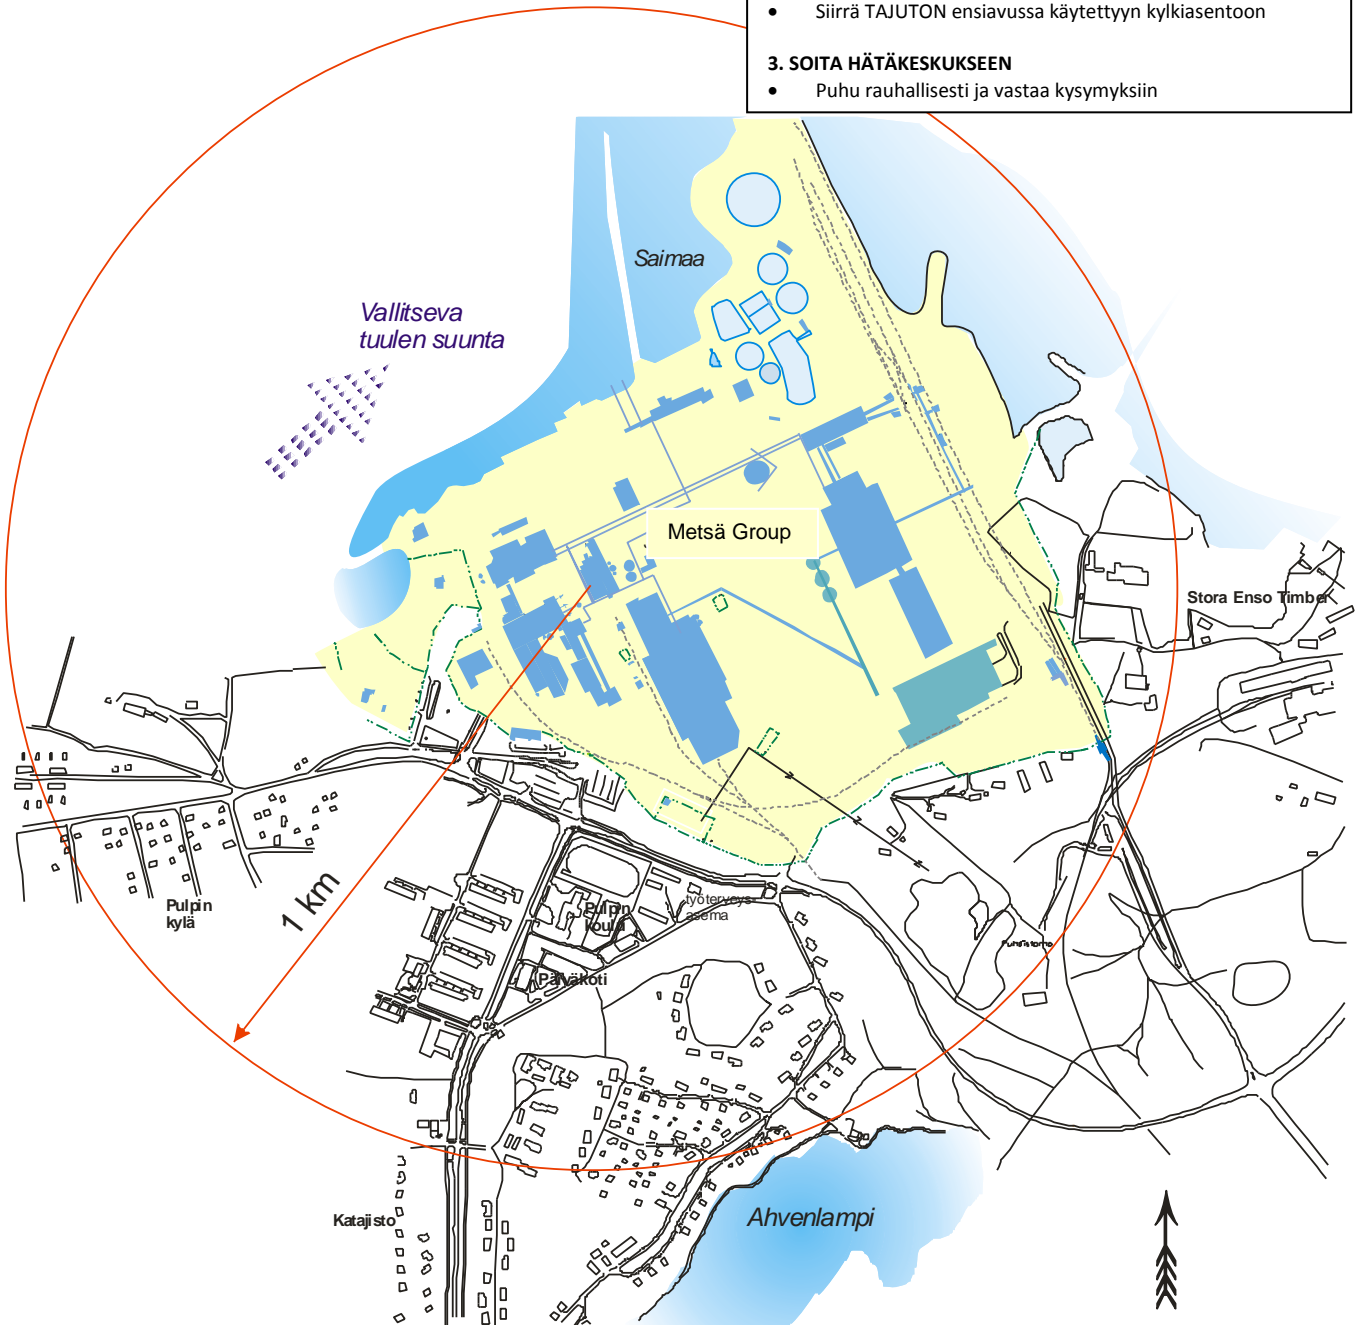 • Siirrä TAJUTON ensiavussa käytettyyn kylkiasentoon
3. SOITA HÄTÄKESKUKSEEN
• Puhu rauhallisesti ja vastaa kysymyksiin
Saimaa
Vallitseva
tuulen suunta
Metsä Group
Stora Enso Timber
Pulpin
kylä
1 km
Pulpin
koulu
työterveys-
asema
Päiväkoti
Puhdistamo
Katajisto
Ahvenlampi